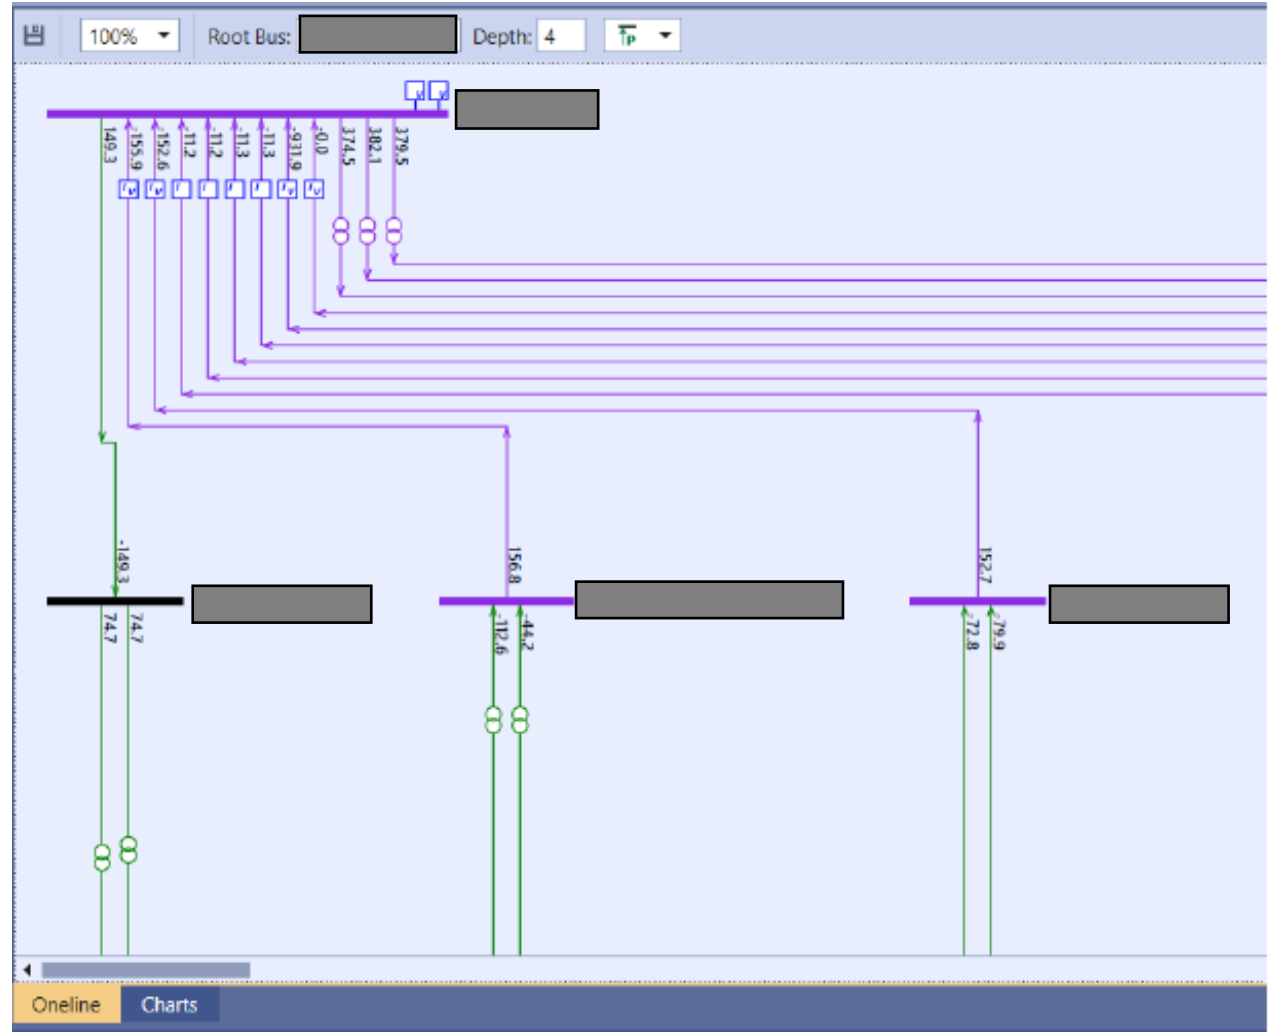 100% Root Bus: Depth: 4 P
149.3 -155.9 -152.6 -11.2 -11.2 -11.3 -11.3 -931.9 -0.0 374.5 382.1 379.5
-149.3 156.8 152.7
74.7 74.7 -112.6 -44.2 -72.8 -79.9
Oneline Charts